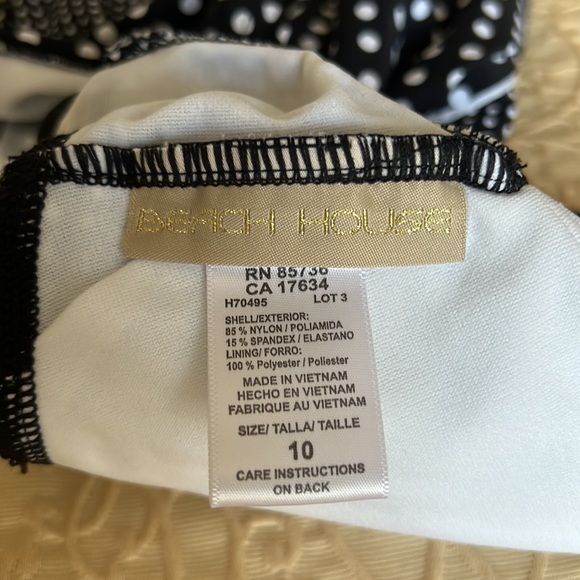 BEACH HOUSE
RN 85736
CA 17634
H70495 LOT 3
SHELL/EXTERIOR:
85 % NYLON / POLIAMIDA
15 % SPANDEX / ELASTANO
LINING/ FORRO:
100 % Polyester / Poliester
MADE IN VIETNAM
HECHO EN VIETNAM
FABRIQUE AU VIETNAM
SIZE/ TALLA/ TAILLE
10
CARE INSTRUCTIONS
ON BACK